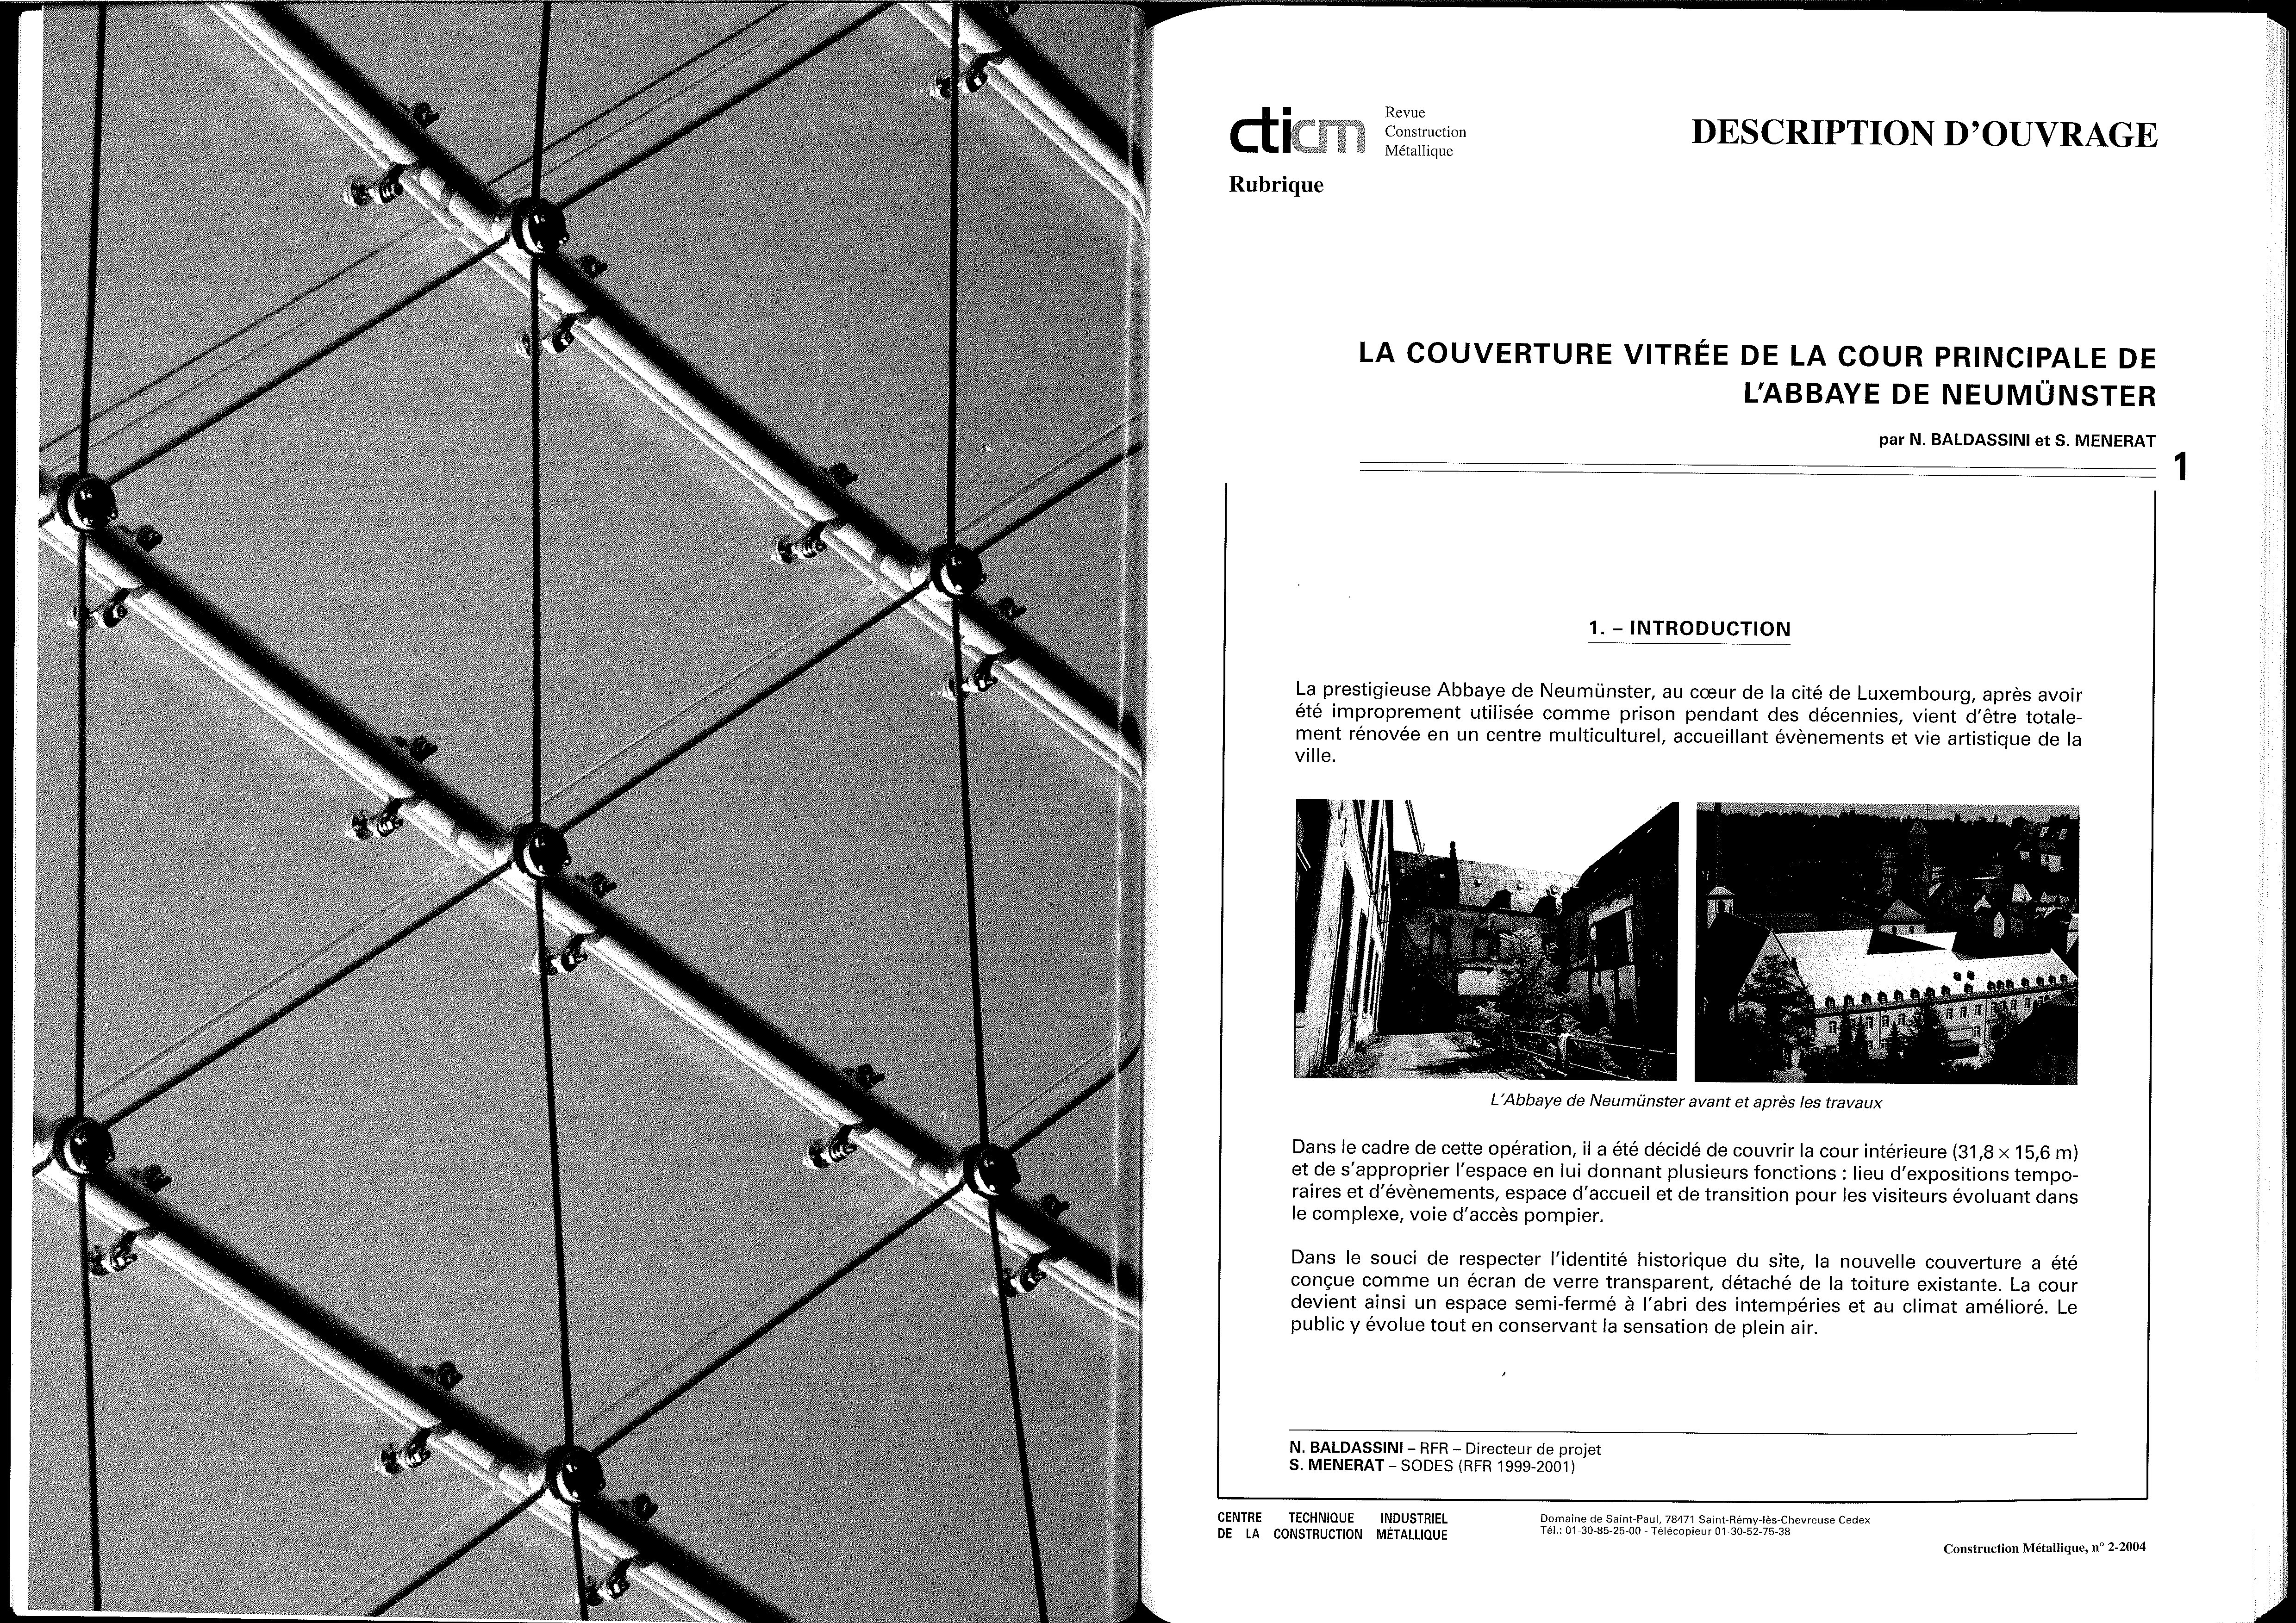 cticm
Revue
Construction
Métallique
Rubrique
DESCRIPTION D'OUVRAGE
LA COUVERTURE VITRÉE DE LA COUR PRINCIPALE DE
L'ABBAYE DE NEUMÜNSTER
par N. BALDASSINI et S. MENERAT
1
1. – INTRODUCTION
La prestigieuse Abbaye de Neumünster, au cœur de la cité de Luxembourg, après avoir
été improprement utilisée comme prison pendant des décennies, vient d'être totale-
ment rénovée en un centre multiculturel, accueillant évènements et vie artistique de la
ville.
L'Abbaye de Neumünster avant et après les travaux
Dans le cadre de cette opération, il a été décidé de couvrir la cour intérieure (31,8 × 15,6 m)
et de s'approprier l'espace en lui donnant plusieurs fonctions : lieu d'expositions tempo-
raires et d'évènements, espace d'accueil et de transition pour les visiteurs évoluant dans
le complexe, voie d'accès pompier.
Dans le souci de respecter l'identité historique du site, la nouvelle couverture a été
conçue comme un écran de verre transparent, détaché de la toiture existante. La cour
devient ainsi un espace semi-fermé à l'abri des intempéries et au climat amélioré. Le
public y évolue tout en conservant la sensation de plein air.
N. BALDASSINI – RFR – Directeur de projet
S. MENERAT – SODES (RFR 1999-2001)
CENTRE TECHNIQUE INDUSTRIEL
DE LA CONSTRUCTION MÉTALLIQUE
Domaine de Saint-Paul, 78471 Saint-Rémy-lès-Chevreuse Cedex
Tél.: 01-30-85-25-00 - Télécopieur 01-30-52-75-38
Construction Métallique, n° 2-2004